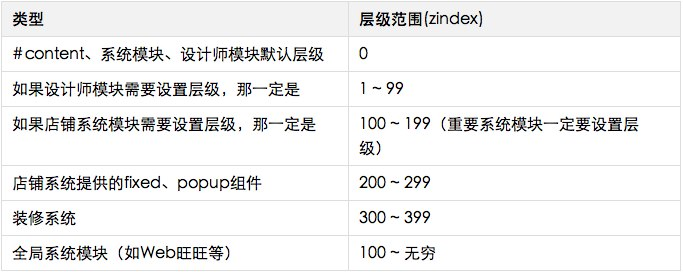 类型 层级范围(zindex)
#content、系统模块、设计师模块默认层级 0
如果设计师模块需要设置层级，那一定是 1 ~ 99
如果店铺系统模块需要设置层级，那一定是 100 ~ 199（重要系统模块一定要设置层
级）
店铺系统提供的fixed、popup组件 200 ~ 299
装修系统 300 ~ 399
全局系统模块（如Web旺旺等） 100 ~ 无穷